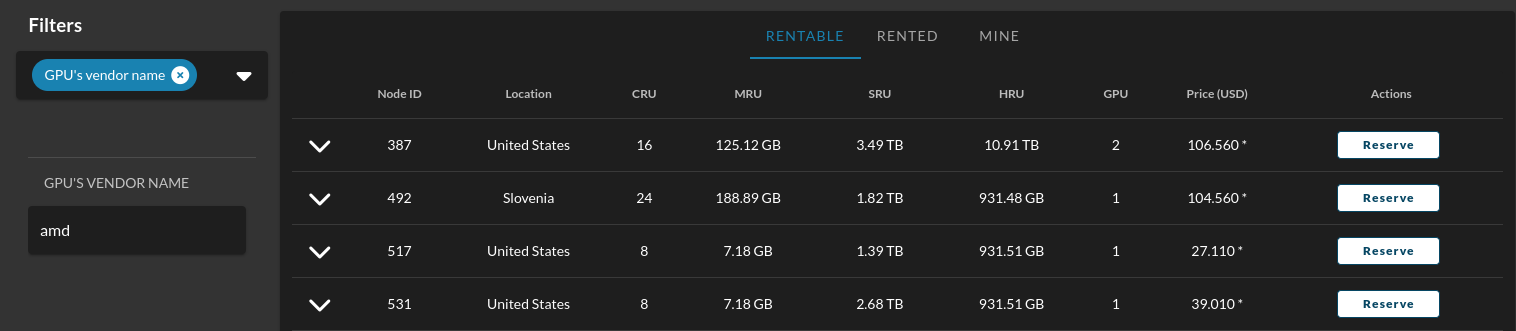 Filters
GPU's vendor name
GPU'S VENDOR NAME
amd
RENTABLE RENTED MINE
Node ID Location CRU MRU SRU HRU GPU Price (USD) Actions
387 United States 16 125.12 GB 3.49 TB 10.91 TB 2 106.560 * Reserve
492 Slovenia 24 188.89 GB 1.82 TB 931.48 GB 1 104.560 * Reserve
517 United States 8 7.18 GB 1.39 TB 931.51 GB 1 27.110 * Reserve
531 United States 8 7.18 GB 2.68 TB 931.51 GB 1 39.010 * Reserve